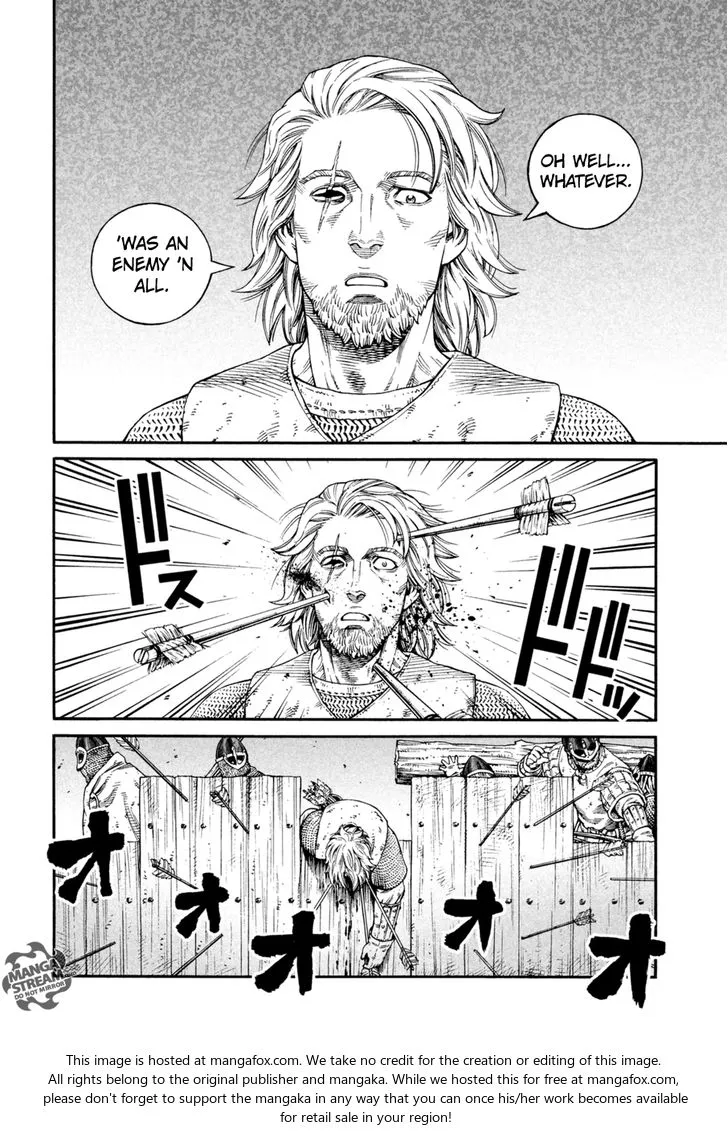 OH WELL...
WHATEVER.
'WAS AN
ENEMY 'N
ALL.
ドス
ドドッ
オ
オ
オ
オ
オ
MANGA
STREAM
DO NOT MIRROR
This image is hosted at mangafox.com. We take no credit for the creation or editing of this image.
All rights belong to the original publisher and mangaka. While we hosted this for free at mangafox.com,
please don't forget to support the mangaka in any way that you can once his/her work becomes available
for retail sale in your region!